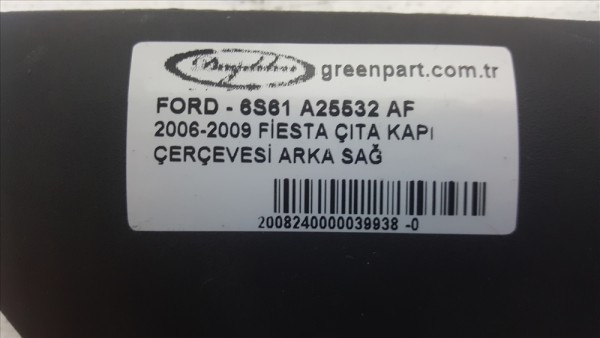 greenpart.com.tr
FORD - 6S61 A25532 AF
2006-2009 FİESTA ÇITA KAPI
ÇERÇEVESİ ARKA SAĞ
2008240000039938 -0